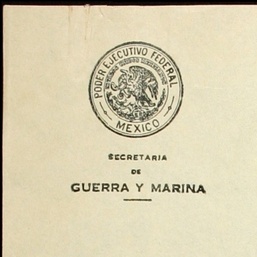 PODER EJECUTIVO FEDERAL
MEXICO
SECRETARIA
DE
GUERRA Y MARINA